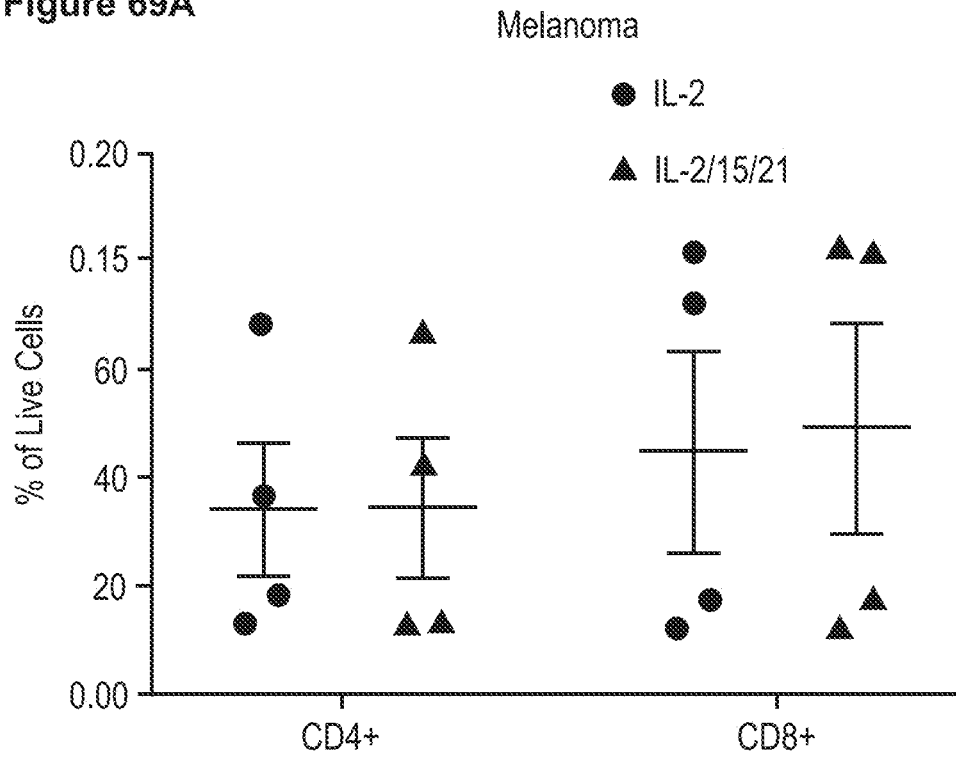 Figure 69A
Melanoma
IL-2
IL-2/15/21
% of Live Cells
0.20
0.15
60
40
20
0.00
CD4+
CD8+